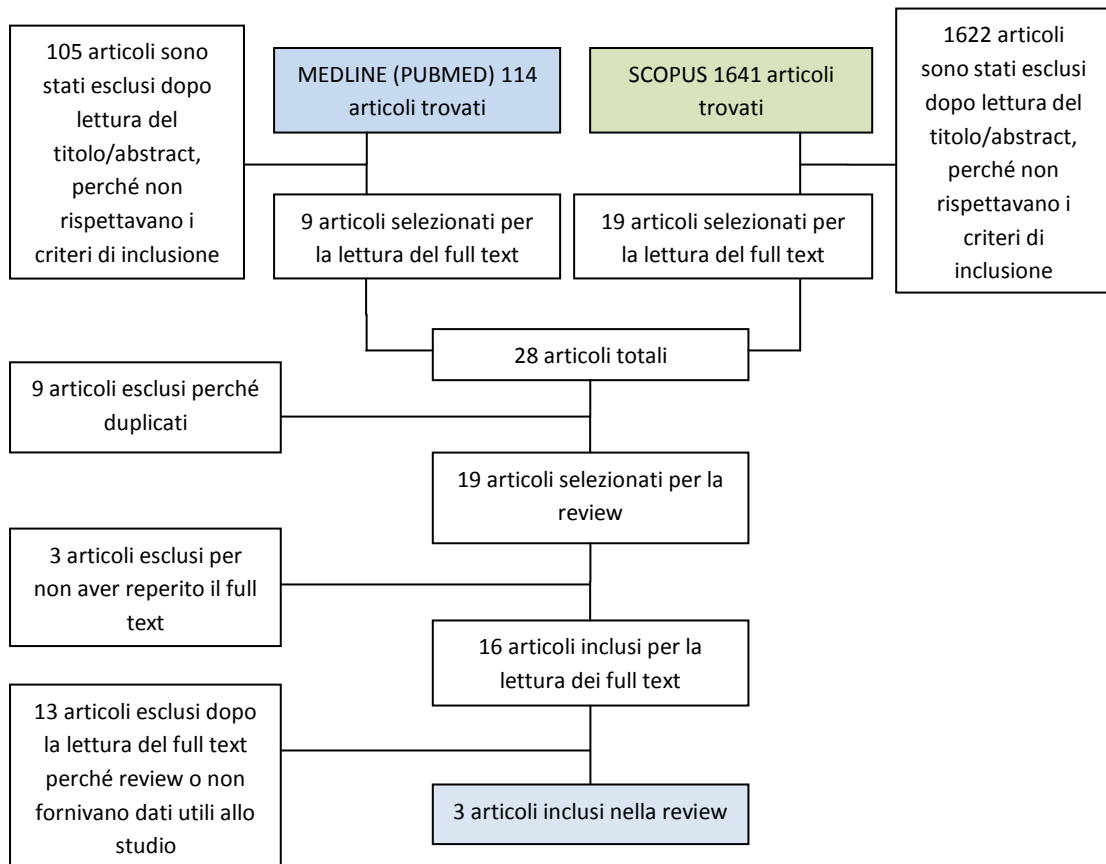 105 articoli sono
stati esclusi dopo
lettura del
titolo/abstract,
perché non
rispettavano i
criteri di inclusione
MEDLINE (PUBMED) 114
articoli trovati
SCOPUS 1641 articoli
trovati
1622 articoli
sono stati esclusi
dopo lettura del
titolo/abstract,
perché non
rispettavano i
criteri di
inclusione
9 articoli selezionati per
la lettura del full text
19 articoli selezionati per
la lettura del full text
28 articoli totali
9 articoli esclusi perché
duplicati
19 articoli selezionati per la
review
3 articoli esclusi per
non aver reperito il full
text
16 articoli inclusi per la
lettura dei full text
13 articoli esclusi dopo
la lettura del full text
perché review o non
fornivano dati utili allo
studio
3 articoli inclusi nella review